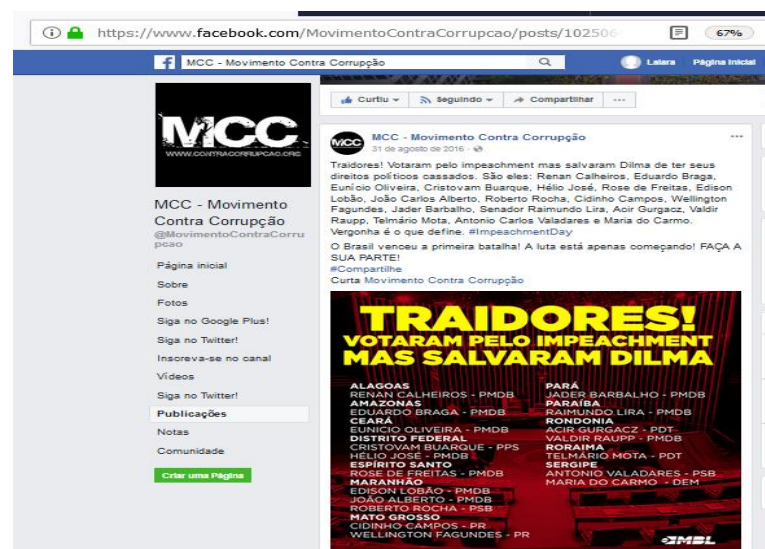 https://www.facebook.com/MovimentoContraCorrupcao/posts/10250
67%
MCC - Movimento Contra Corrupção
Lalara
Página Inicial
Curtiu
Seguindo
Compartilhar
MCC
WWW.CONTRACORRUPCAO.ORG
MCC - Movimento
Contra Corrupção
@MovimentoContraCorru
pcao
Página inicial
Sobre
Fotos
Siga no Google Plus!
Siga no Twitter!
Inscreva-se no canal
Vídeos
Siga no Twitter!
Publicações
Notas
Comunidade
Criar uma Página
MCC
MCC - Movimento Contra Corrupção
31 de agosto de 2016
Traidores! Votaram pelo impeachment mas salvaram Dilma de ter seus
direitos políticos cassados. São eles: Renan Calheiros, Eduardo Braga,
Eunício Oliveira, Cristovam Buarque, Hélio José, Rose de Freitas, Edison
Lobão, João Carlos Alberto, Roberto Rocha, Cidinho Campos, Wellington
Fagundes, Jader Barbalho, Senador Raimundo Lira, Acir Gurgacz, Valdir
Raupp, Telmário Mota, Antonio Carlos Valadares e Maria do Carmo.
Vergonha é o que define. #ImpeachmentDay
O Brasil venceu a primeira batalha! A luta está apenas começando! FAÇA A
SUA PARTE!
#Compartilhe
Curta Movimento Contra Corrupção
TRAIDORES!
VOTARAM PELO IMPEACHMENT
MAS SALVARAM DILMA
ALAGOAS
RENAN CALHEIROS - PMDB
AMAZONAS
EDUARDO BRAGA - PMDB
CEARÁ
EUNICIO OLIVEIRA - PMDB
DISTRITO FEDERAL
CRISTOVAM BUARQUE - PPS
HÉLIO JOSÉ - PMDB
ESPÍRITO SANTO
ROSE DE FREITAS - PMDB
MARANHÃO
EDISON LOBÃO - PMDB
JOÃO ALBERTO - PMDB
ROBERTO ROCHA - PSB
MATO GROSSO
CIDINHO CAMPOS - PR
WELLINGTON FAGUNDES - PR
PARÁ
JADER BARBALHO - PMDB
PARAÍBA
RAIMUNDO LIRA - PMDB
RONDONIA
ACIR GURGACZ - PDT
VALDIR RAUPP - PMDB
RORAIMA
TELMÁRIO MOTA - PDT
SERGIPE
ANTONIO VALADARES - PSB
MARIA DO CARMO - DEM
MBL